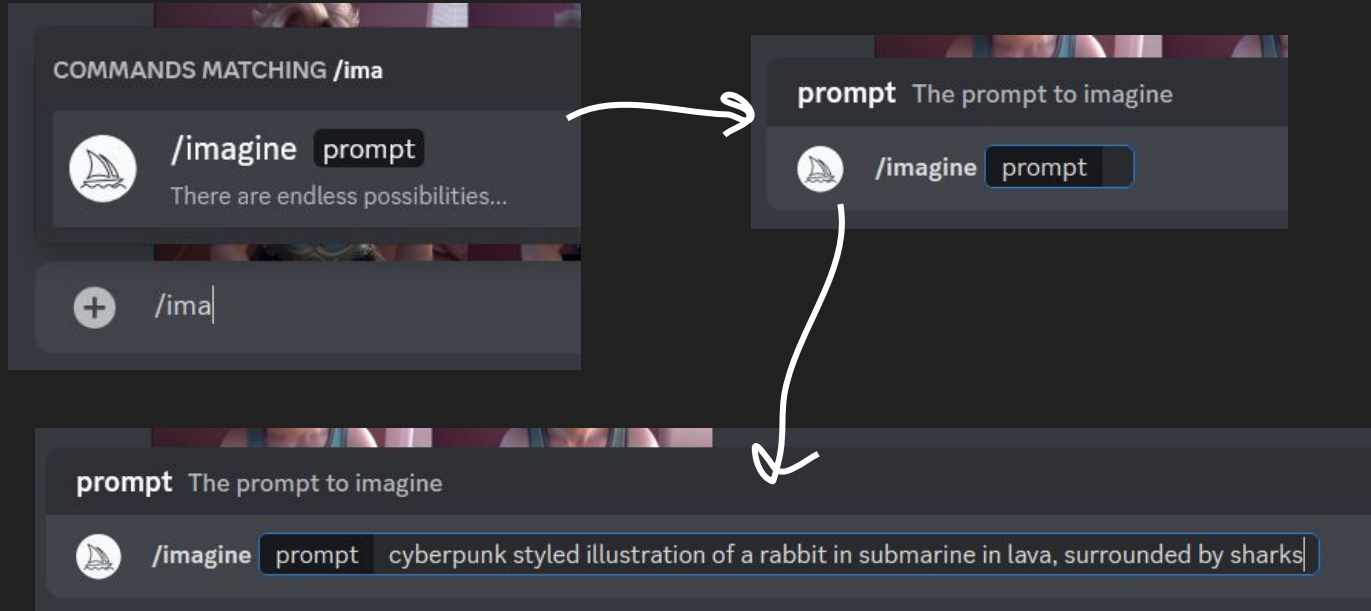 COMMANDS MATCHING /ima
/imagine prompt
There are endless possibilities...
/ima
prompt The prompt to imagine
/imagine prompt
prompt The prompt to imagine
/imagine prompt cyberpunk styled illustration of a rabbit in submarine in lava, surrounded by sharks